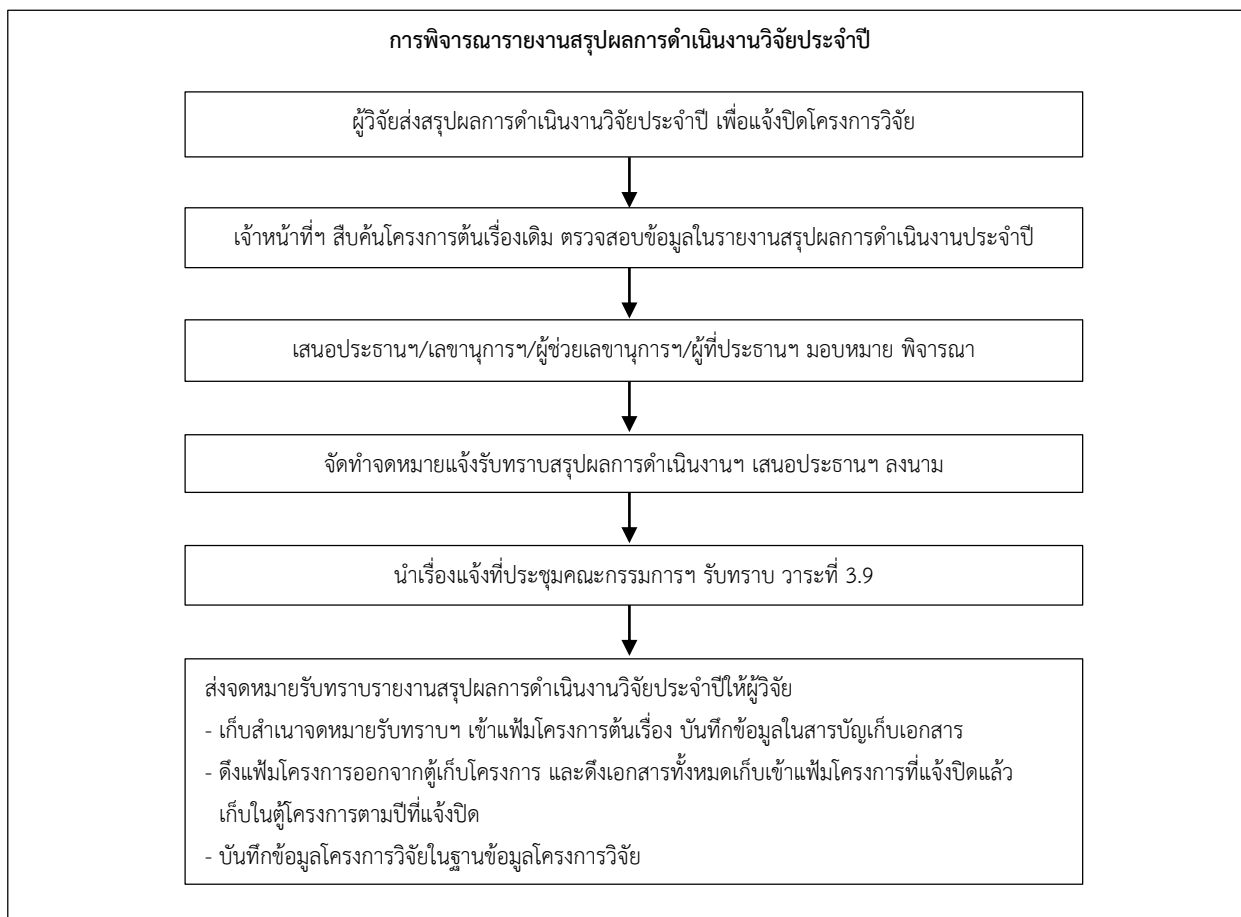 การพิจารณารายงานสรุปผลการดำเนินงานวิจัยประจำปี
ผู้วิจัยส่งสรุปผลการดำเนินงานวิจัยประจำปี เพื่อแจ้งปิดโครงการวิจัย
เจ้าหน้าที่ฯ สืบค้นโครงการต้นเรื่องเดิม ตรวจสอบข้อมูลในรายงานสรุปผลการดำเนินงานประจำปี
เสนอประธานฯ/เลขานุการฯ/ผู้ช่วยเลขานุการฯ/ผู้ที่ประธานฯ มอบหมาย พิจารณา
จัดทำจดหมายแจ้งรับทราบสรุปผลการดำเนินงานฯ เสนอประธานฯ ลงนาม
นำเรื่องแจ้งที่ประชุมคณะกรรมการฯ รับทราบ วาระที่ 3.9
ส่งจดหมายรับทราบรายงานสรุปผลการดำเนินงานวิจัยประจำปีให้ผู้วิจัย
- เก็บสำเนาจดหมายรับทราบฯ เข้าแฟ้มโครงการต้นเรื่อง บันทึกข้อมูลในสารบัญเก็บเอกสาร
- ดึงแฟ้มโครงการออกจากตู้เก็บโครงการ และดึงเอกสารทั้งหมดเก็บเข้าแฟ้มโครงการที่แจ้งปิดแล้ว
เก็บในตู้โครงการตามปีที่แจ้งปิด
- บันทึกข้อมูลโครงการวิจัยในฐานข้อมูลโครงการวิจัย